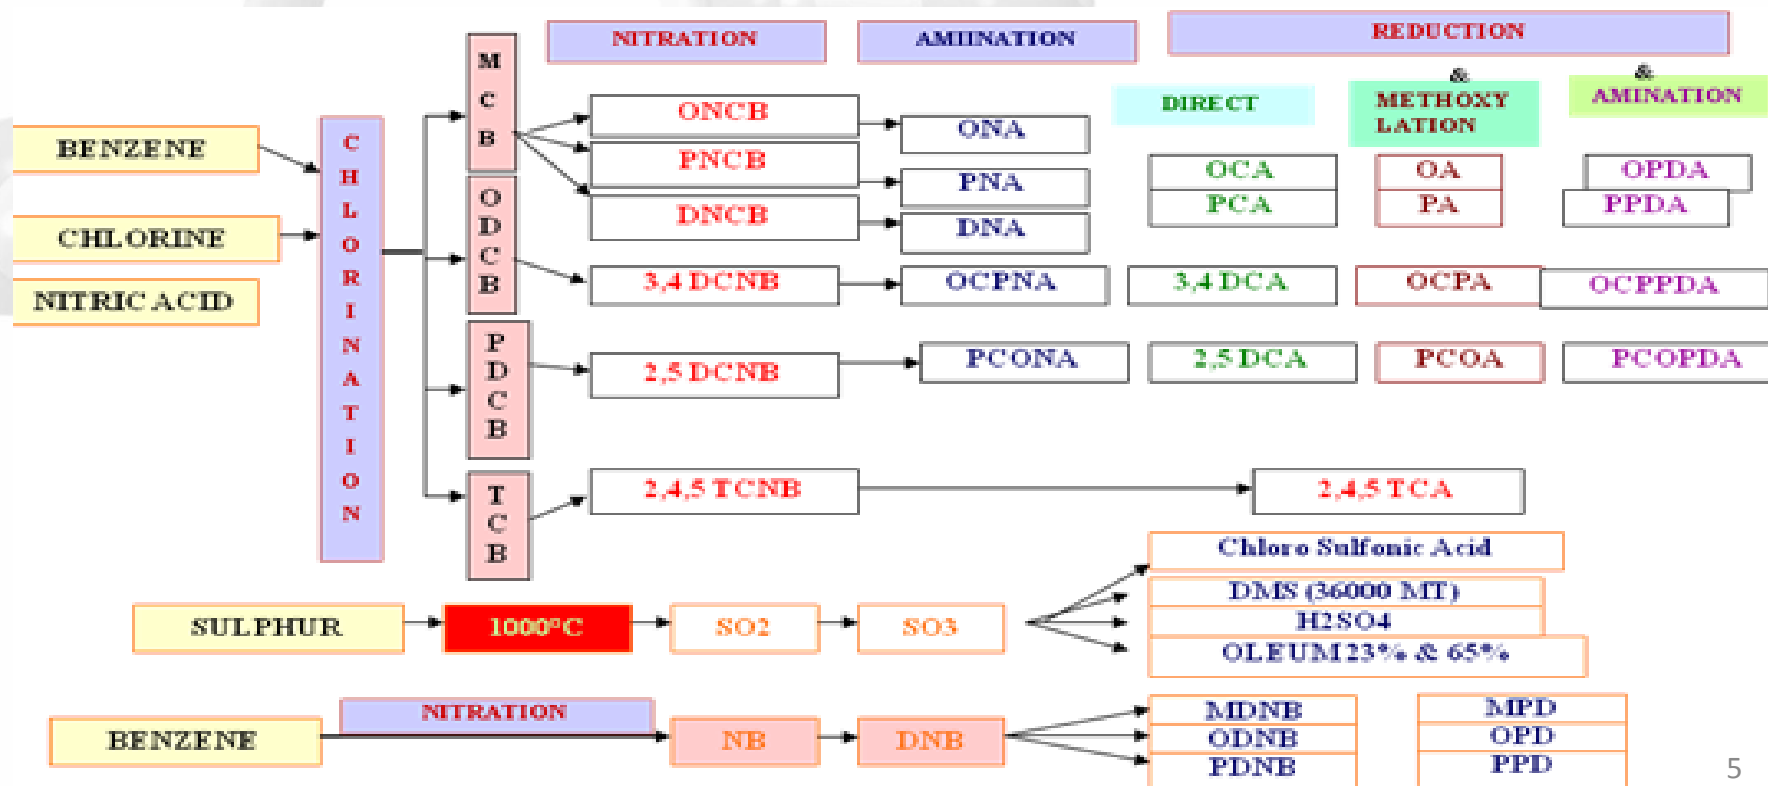 NITRATION
AMIINATION
REDUCTION
&
&
DIRECT
METHOXY
LATION
AMINATION
MCB
ONCB
ONA
BENZENE
CHLORINATION
PNCB
PNA
OCA
OA
OPDA
DNCB
DNA
PCA
PA
PPDA
CHLORINE
ODCB
3,4 DCNB
OCPNA
3,4 DCA
OCPA
OCPPDA
NITRIC ACID
PDCB
2,5 DCNB
PCONA
2,5 DCA
PCOA
PCOPDA
TCB
2,4,5 TCNB
2,4,5 TCA
SULPHUR
1000°C
SO2
SO3
Chloro Sulfonic Acid
DMS (36000 MT)
H2SO4
OLEUM 23% & 65%
BENZENE
NITRATION
NB
DNB
MDNB
ODNB
PDNB
MPD
OPD
PPD
5